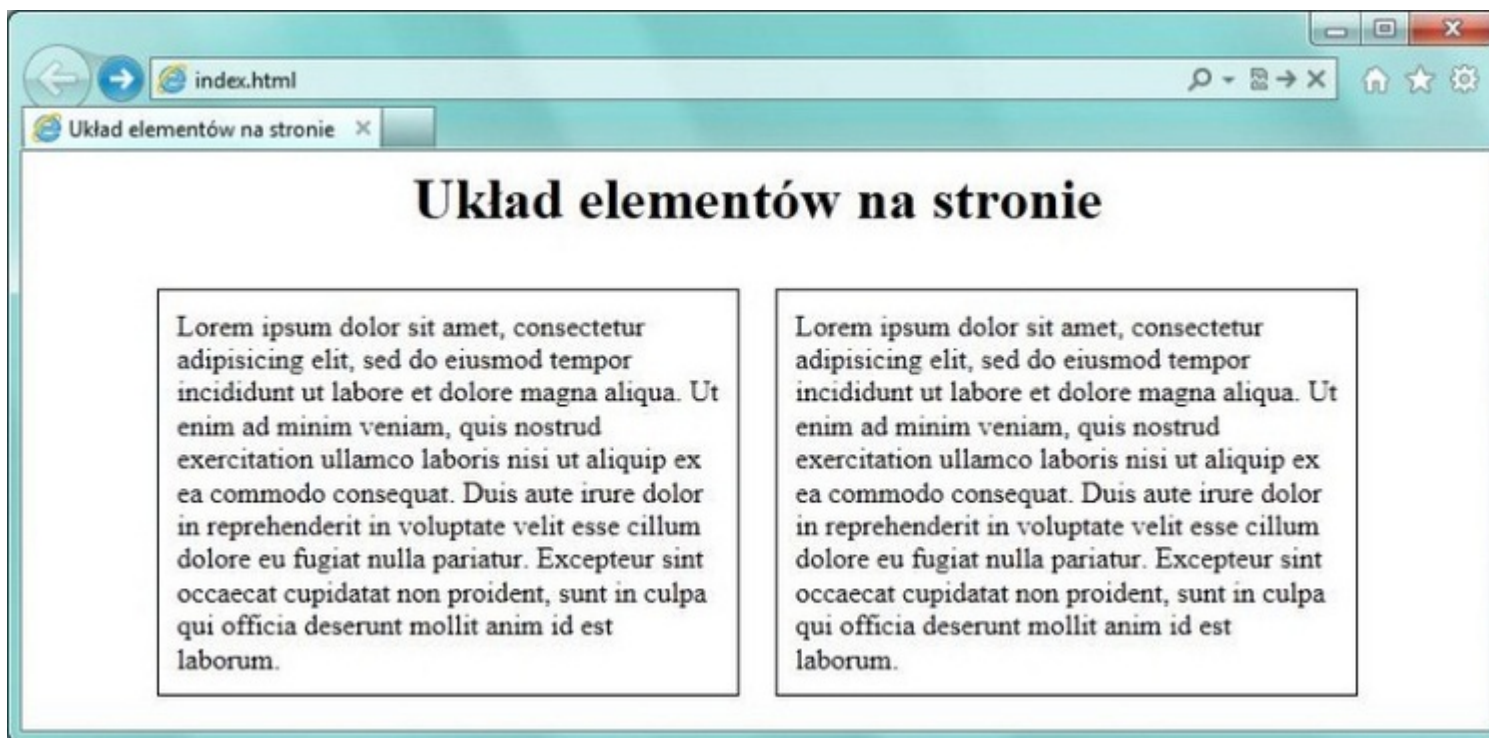 index.html
Układ elementów na stronie
Układ elementów na stronie
Lorem ipsum dolor sit amet, consectetur
adipisicing elit, sed do eiusmod tempor
incididunt ut labore et dolore magna aliqua. Ut
enim ad minim veniam, quis nostrud
exercitation ullamco laboris nisi ut aliquip ex
ea commodo consequat. Duis aute irure dolor
in reprehenderit in voluptate velit esse cillum
dolore eu fugiat nulla pariatur. Excepteur sint
occaecat cupidatat non proident, sunt in culpa
qui officia deserunt mollit anim id est
laborum.
Lorem ipsum dolor sit amet, consectetur
adipisicing elit, sed do eiusmod tempor
incididunt ut labore et dolore magna aliqua. Ut
enim ad minim veniam, quis nostrud
exercitation ullamco laboris nisi ut aliquip ex
ea commodo consequat. Duis aute irure dolor
in reprehenderit in voluptate velit esse cillum
dolore eu fugiat nulla pariatur. Excepteur sint
occaecat cupidatat non proident, sunt in culpa
qui officia deserunt mollit anim id est
laborum.